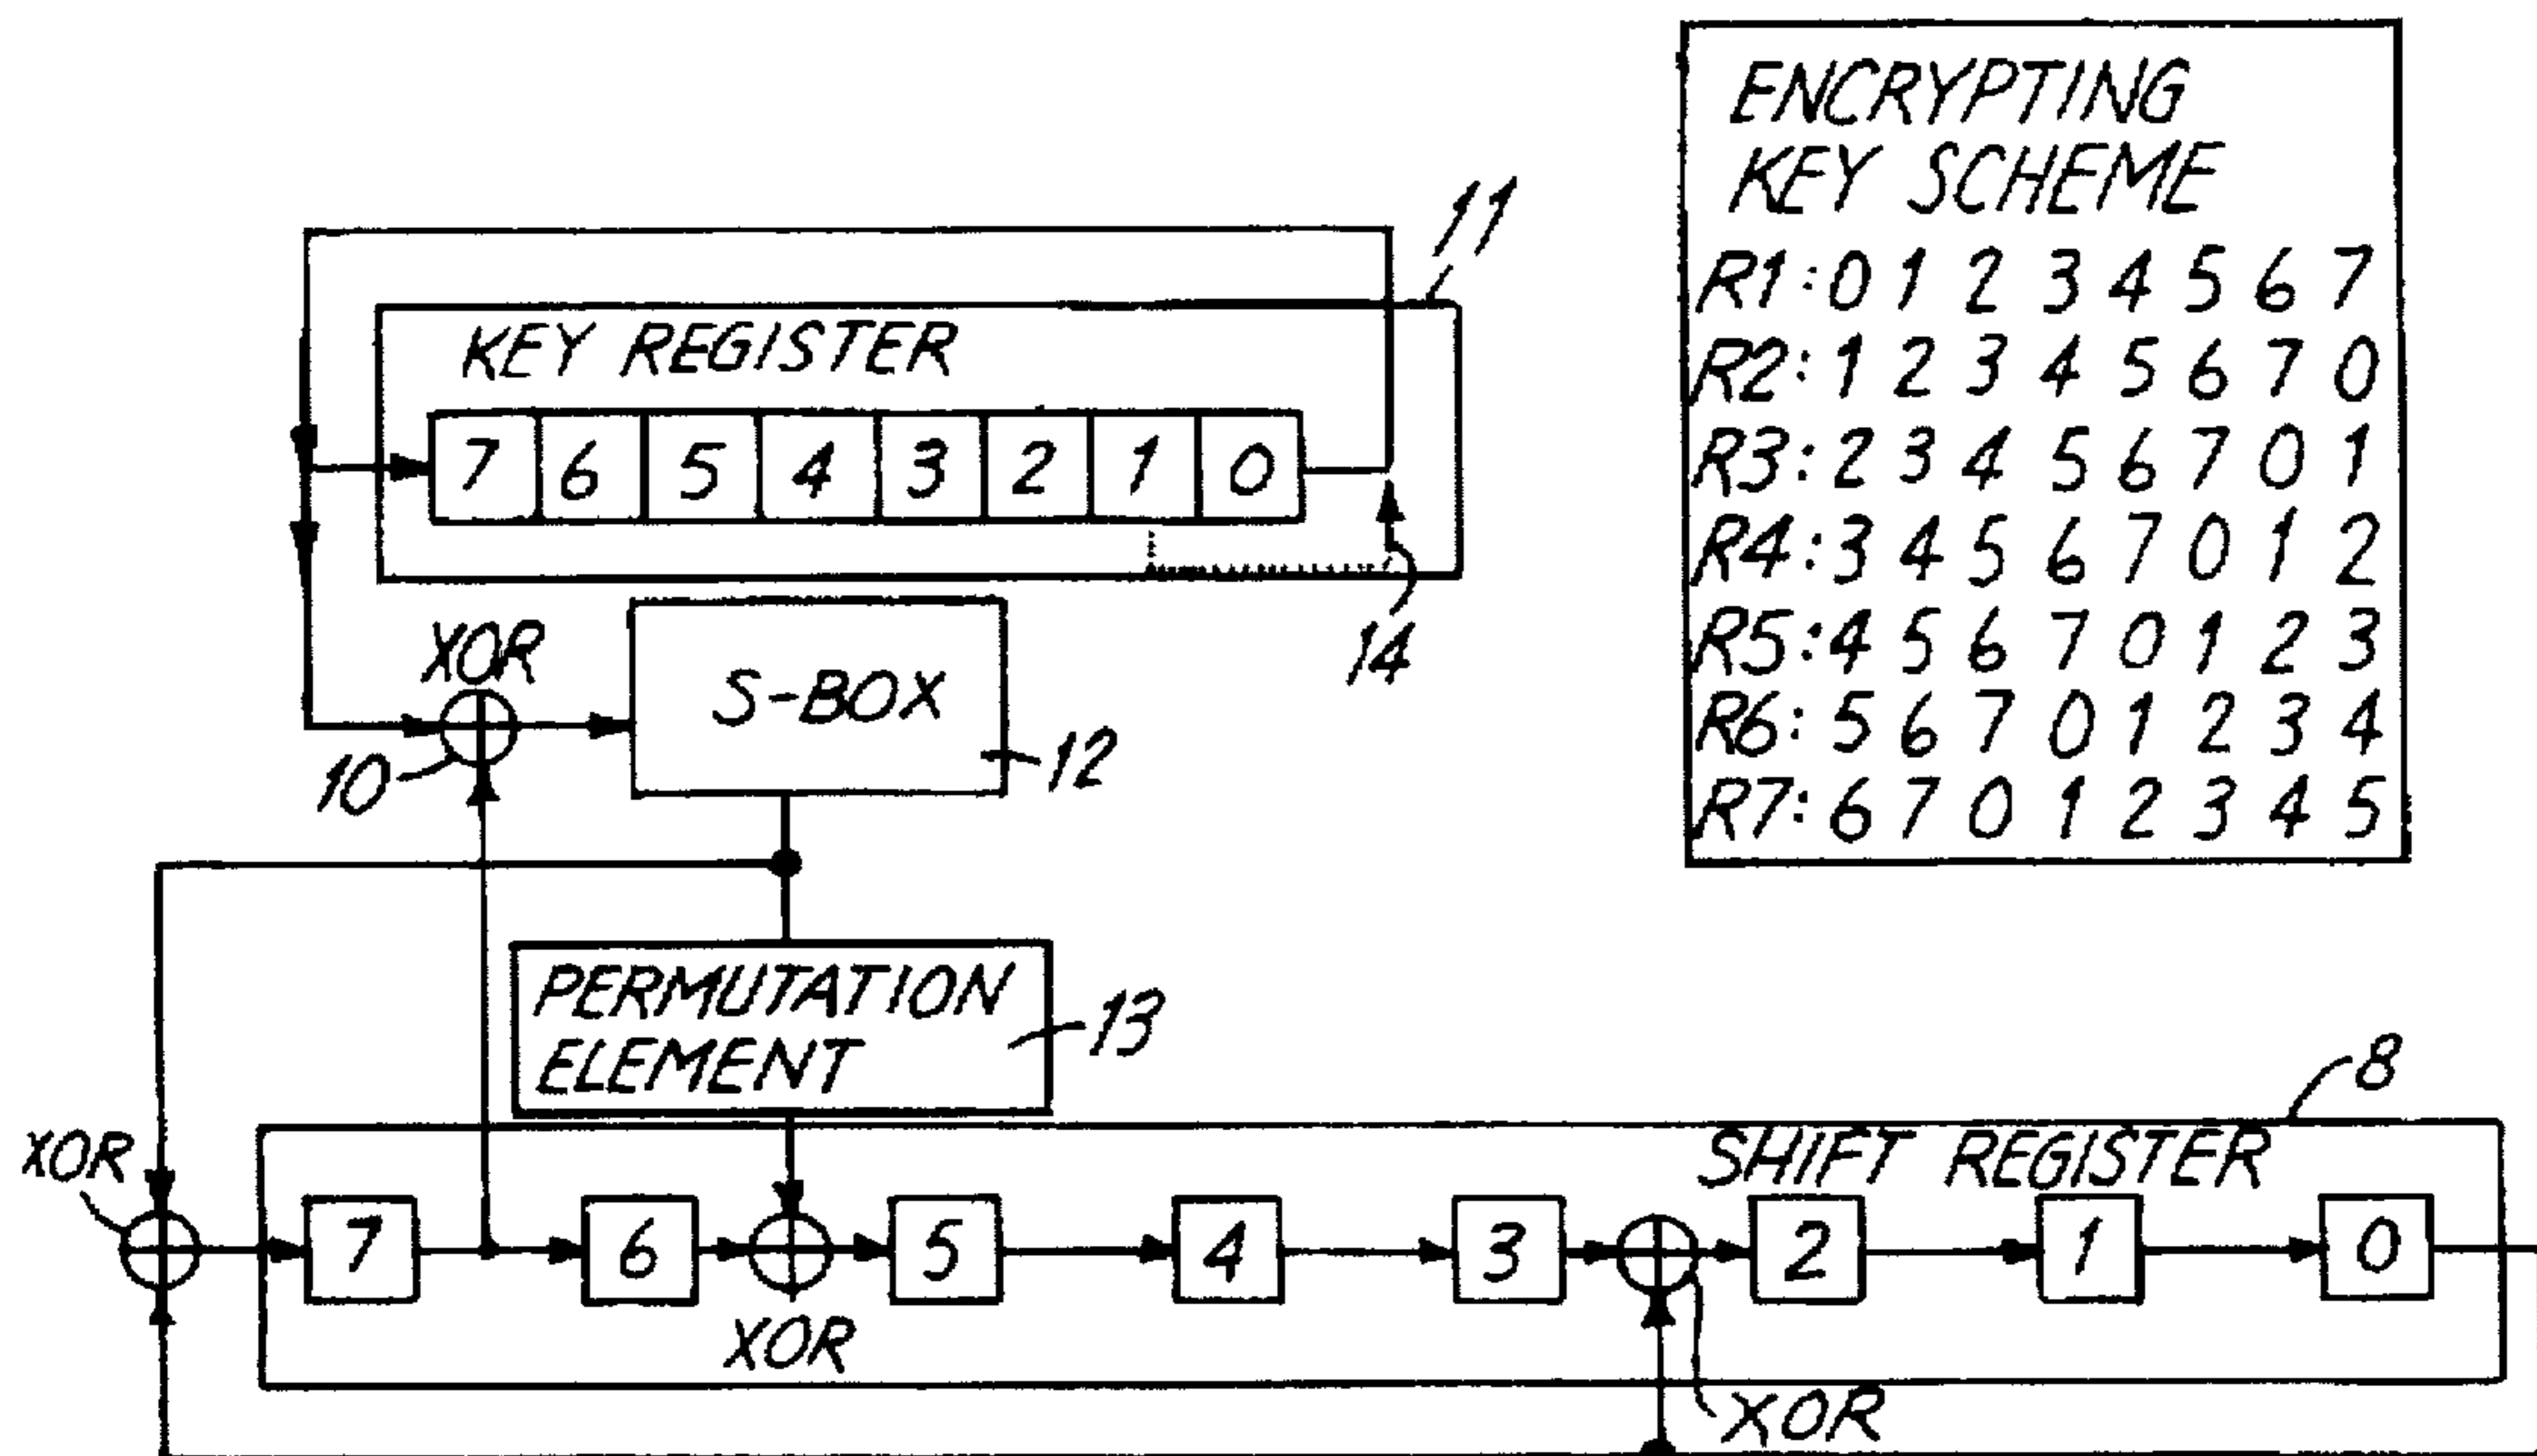 ENCRYPTING
KEY SCHEME
R1: 0 1 2 3 4 5 6 7
R2: 1 2 3 4 5 6 7 0
R3: 2 3 4 5 6 7 0 1
R4: 3 4 5 6 7 0 1 2
R5: 4 5 6 7 0 1 2 3
R6: 5 6 7 0 1 2 3 4
R7: 6 7 0 1 2 3 4 5
11
KEY REGISTER
7 6 5 4 3 2 1 0
14
XOR
10
S-BOX
12
PERMUTATION
ELEMENT
13
8
SHIFT REGISTER
XOR
7 6 5 4 3 2 1 0
XOR
XOR